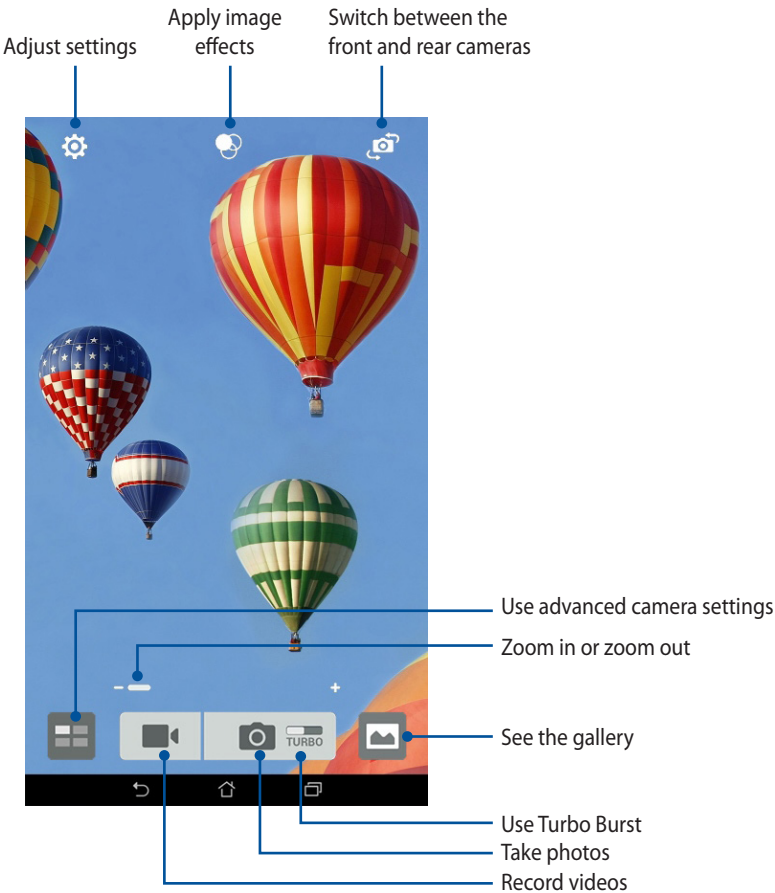 Adjust settings
Apply image
effects
Switch between the
front and rear cameras
Use advanced camera settings
Zoom in or zoom out
TURBO
See the gallery
Use Turbo Burst
Take photos
Record videos